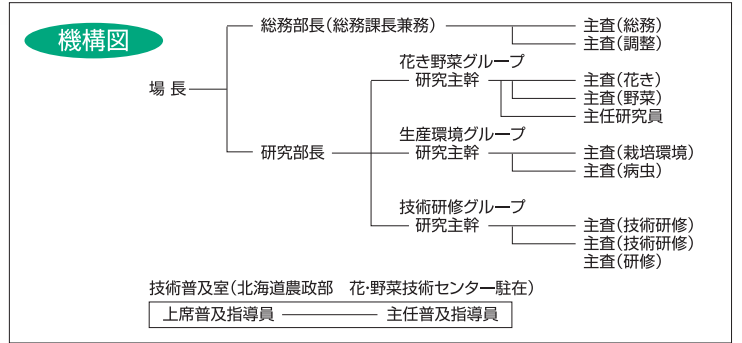 機構図
総務部長(総務課長兼務)
主査(総務)
主査(調整)
場 長
花き野菜グループ
研究主幹
主査(花き)
主査(野菜)
主任研究員
研究部長
生産環境グループ
研究主幹
主査(栽培環境)
主査(病虫)
技術研修グループ
研究主幹
主査(技術研修)
主査(技術研修)
主査(研修)
技術普及室(北海道農政部　花・野菜技術センター駐在)
上席普及指導員
主任普及指導員